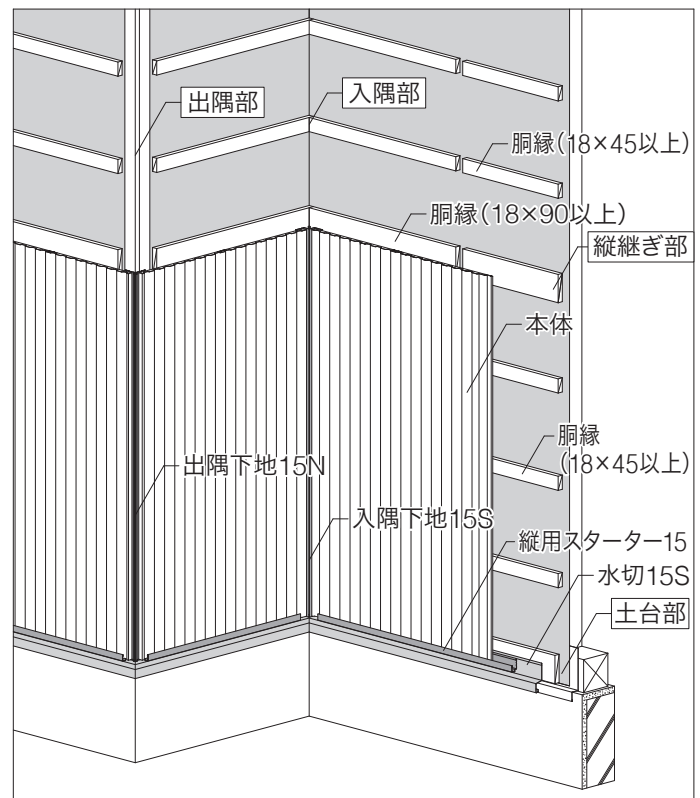 出隅部
入隅部
胴縁(18×45以上)
胴縁(18×90以上)
縦継ぎ部
本体
胴縁
(18×45以上)
出隅下地15N
入隅下地15S
縦用スターター15
水切15S
土台部